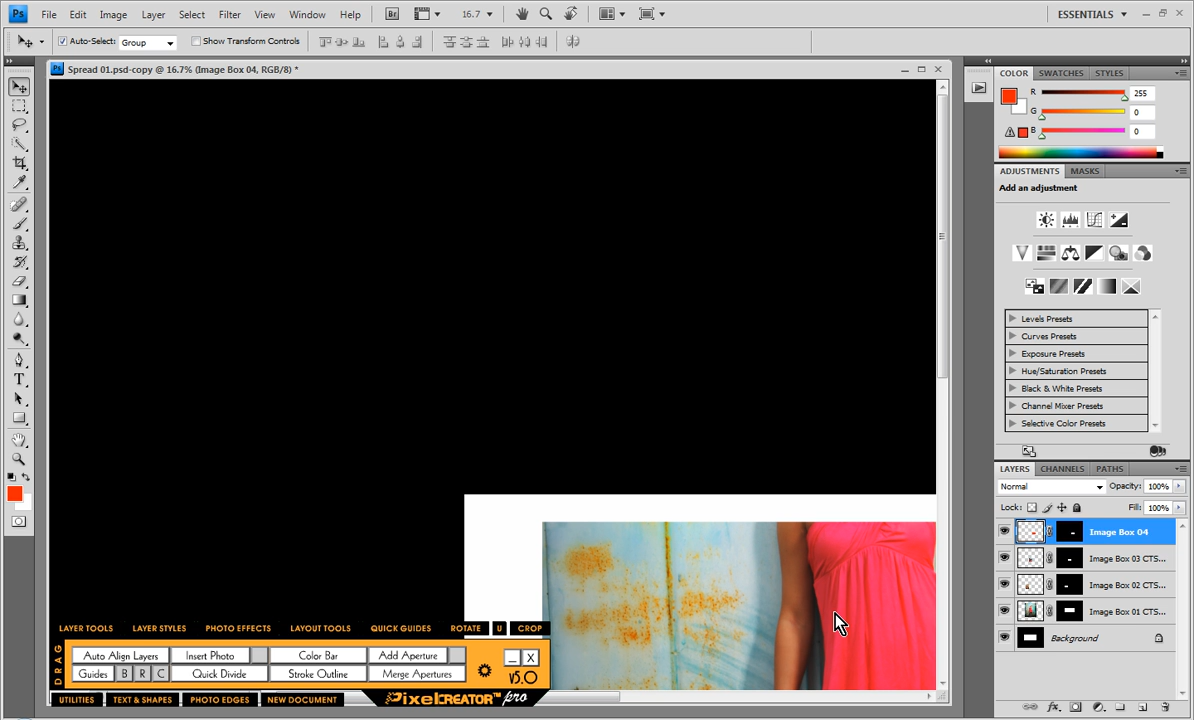 Ps File Edit Image Layer Select Filter View Window Help Br 16.7 ESSENTIALS
Auto-Select: Group Show Transform Controls
Spread 01.psd-copy @ 16.7% (Image Box 04, RGB/8) *
COLOR SWATCHES STYLES
R 255
G 0
B 0
ADJUSTMENTS MASKS
Add an adjustment
Levels Presets
Curves Presets
Exposure Presets
Hue/Saturation Presets
Black & White Presets
Channel Mixer Presets
Selective Color Presets
LAYERS CHANNELS PATHS
Normal Opacity: 100%
Lock: Fill: 100%
Image Box 04
Image Box 03 CTS...
Image Box 02 CTS...
Image Box 01 CTS...
Background
LAYER TOOLS LAYER STYLES PHOTO EFFECTS LAYOUT TOOLS QUICK GUIDES ROTATE U CROP
DRAG
Auto Align Layers Insert Photo Color Bar Add Aperture _ X
Guides B R C Quick Divide Stroke Outline Merge Apertures v5.0
UTILITIES TEXT & SHAPES PHOTO EDGES NEW DOCUMENT PixelCREATOR™ pro